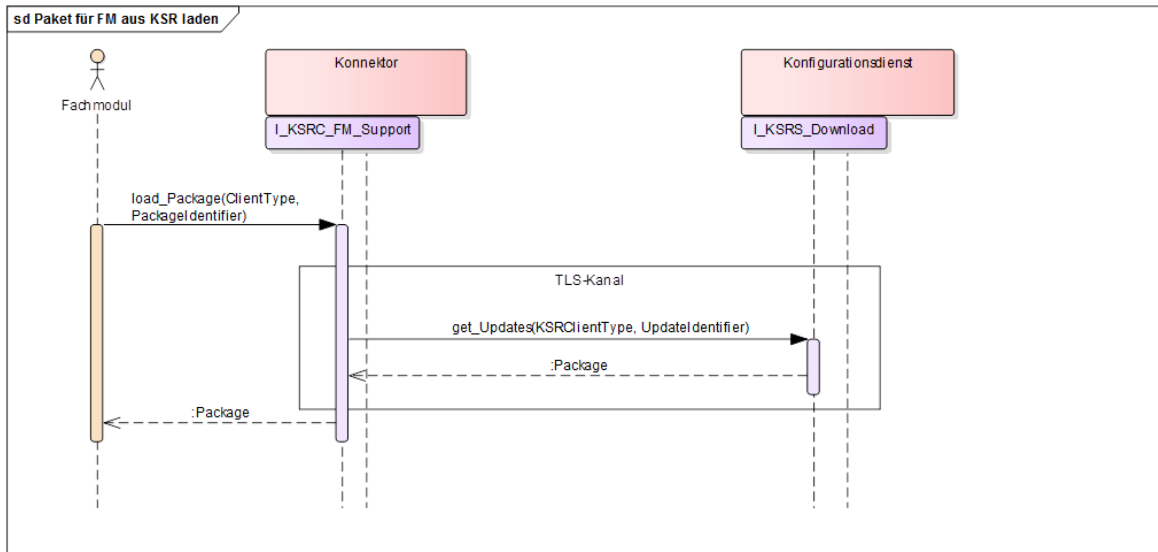 sd Paket für FM aus KSR laden
Konnektor
Konfigurationsdienst
Fachmodul
I_KSRC_FM_Support
I_KSRS_Download
load_Package(ClientType,
PackageIdentifier)
TLS-Kanal
get_Updates(KSRClientType, UpdateIdentifier)
:Package
:Package